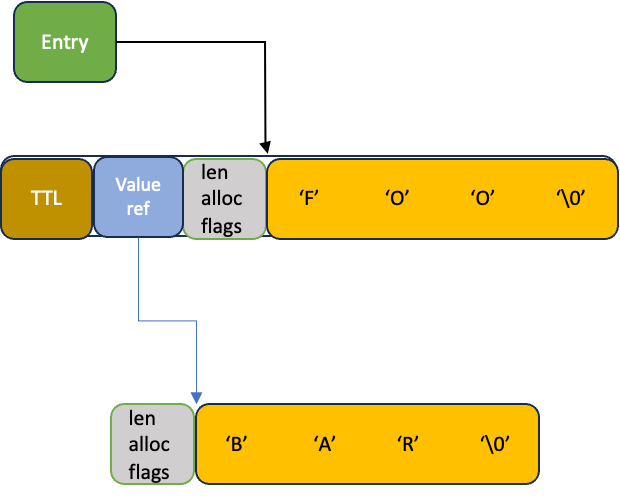 Entry
TTL
Value
ref
len
alloc
flags
‘F’ ‘O’ ‘O’ ‘\0’
len
alloc
flags
‘B’ ‘A’ ‘R’ ‘\0’